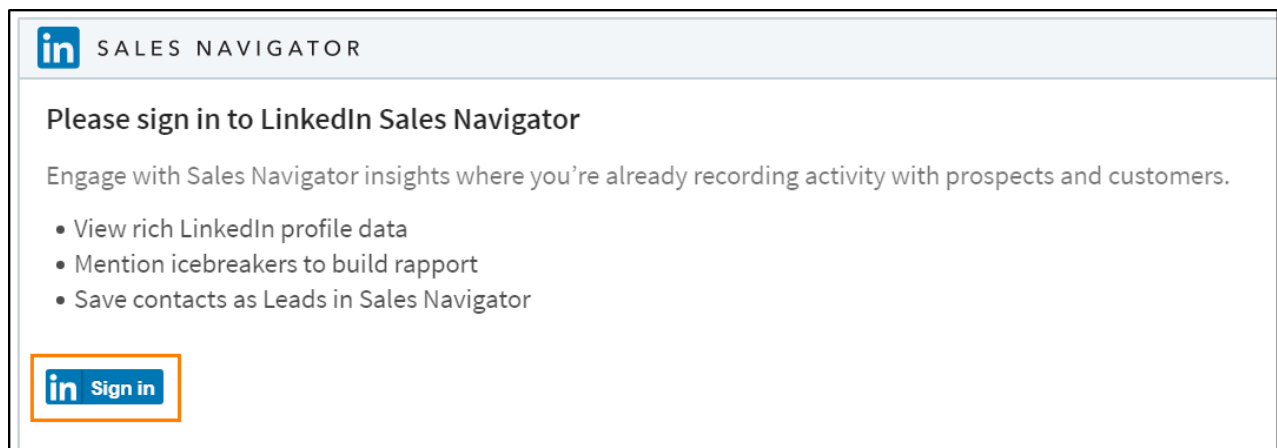 in SALES NAVIGATOR
Please sign in to LinkedIn Sales Navigator
Engage with Sales Navigator insights where you’re already recording activity with prospects and customers.
• View rich LinkedIn profile data
• Mention icebreakers to build rapport
• Save contacts as Leads in Sales Navigator
in Sign in